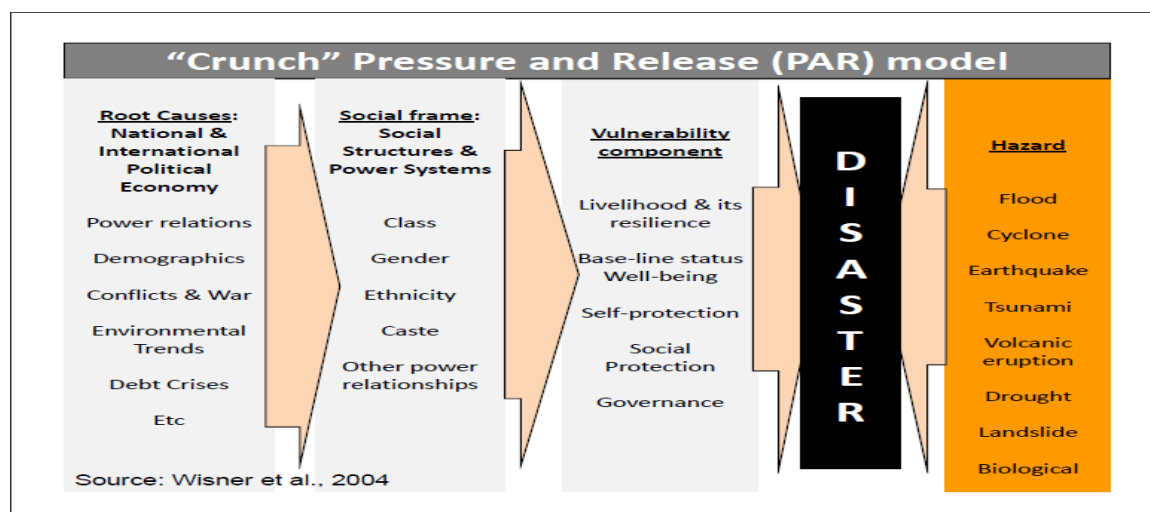 “Crunch” Pressure and Release (PAR) model
Root Causes:
National &
International
Political
Economy
Power relations
Demographics
Conflicts & War
Environmental
Trends
Debt Crises
Etc
Social frame:
Social
Structures &
Power Systems
Class
Gender
Ethnicity
Caste
Other power
relationships
Vulnerability
component
Livelihood & its
resilience
Base-line status
Well-being
Self-protection
Social
Protection
Governance
D
I
S
A
S
T
E
R
Hazard
Flood
Cyclone
Earthquake
Tsunami
Volcanic
eruption
Drought
Landslide
Biological
Source: Wisner et al., 2004